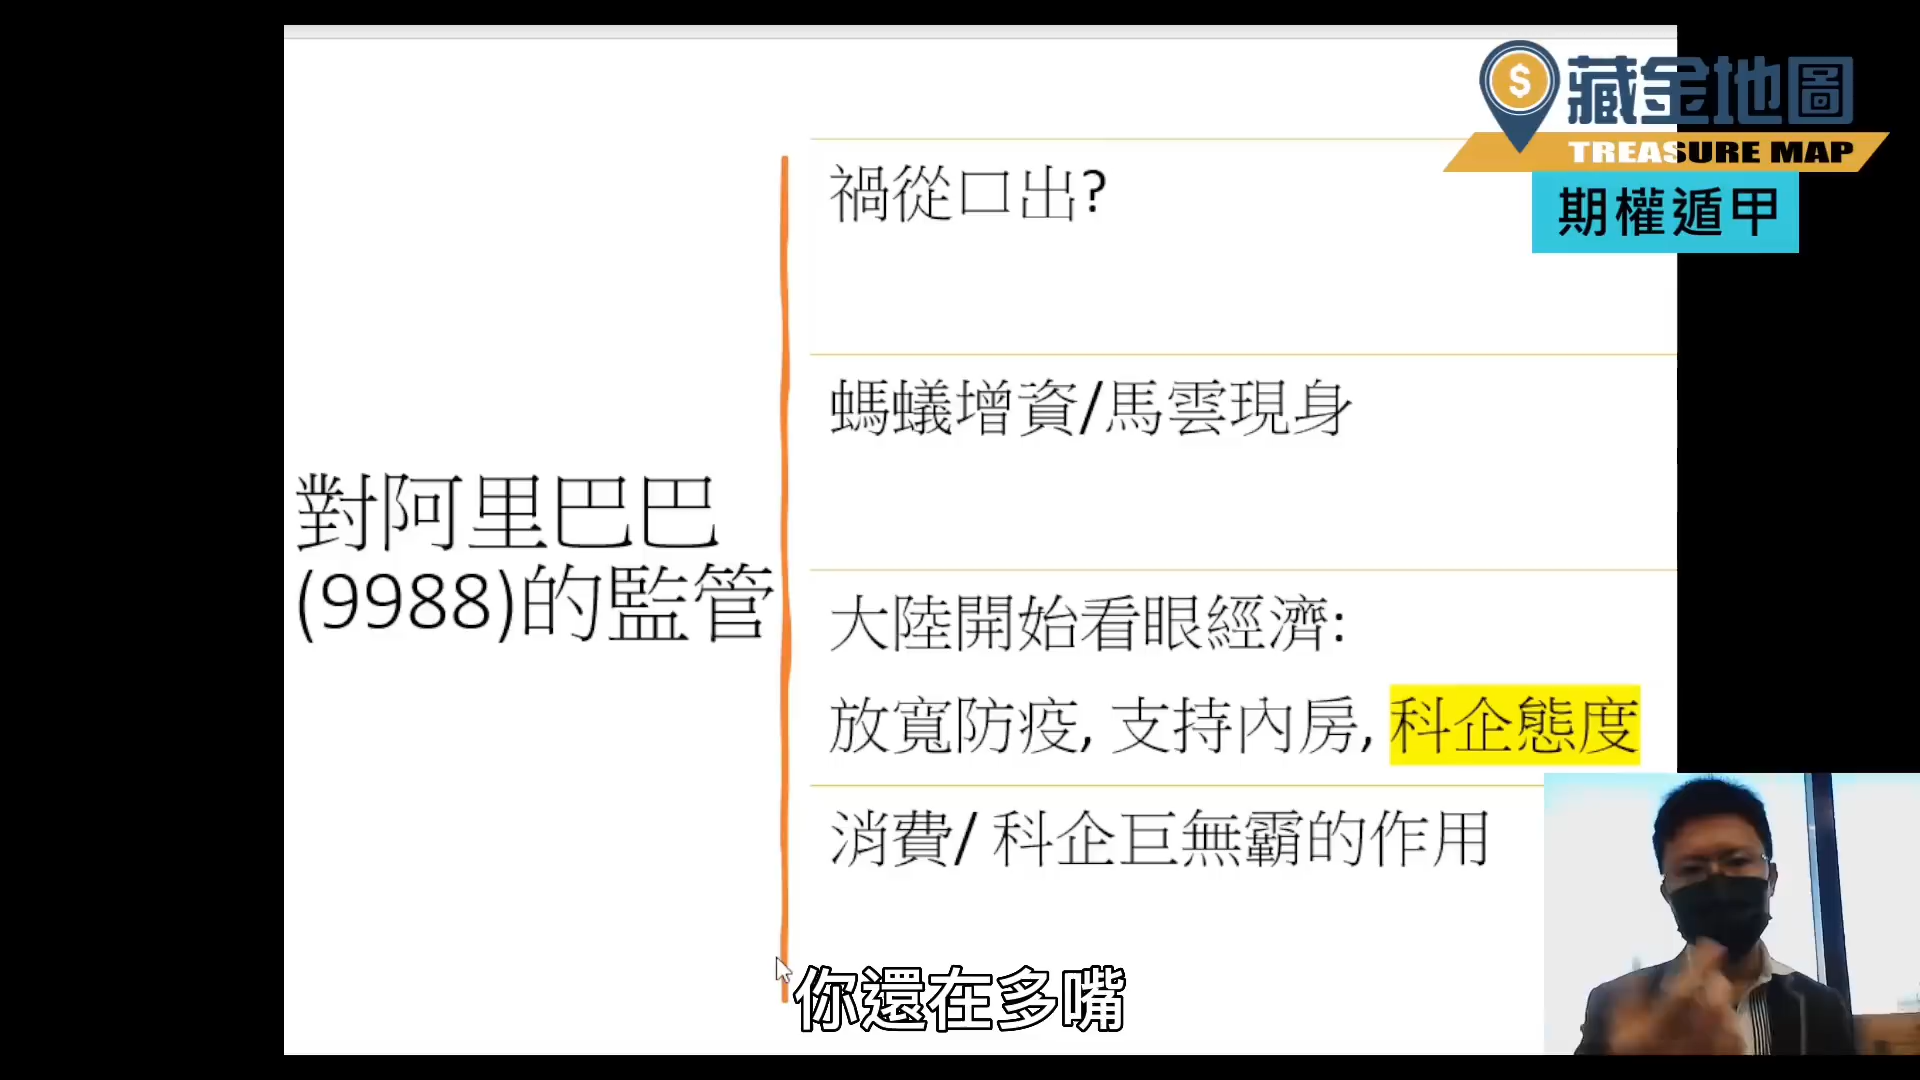 藏金地圖
TREASURE MAP
期權遁甲
禍從口出?
螞蟻增資/馬雲現身
對阿里巴巴
(9988)的監管
大陸開始看眼經濟:
放寬防疫, 支持內房, 科企態度
消費/ 科企巨無霸的作用
你還在多嘴